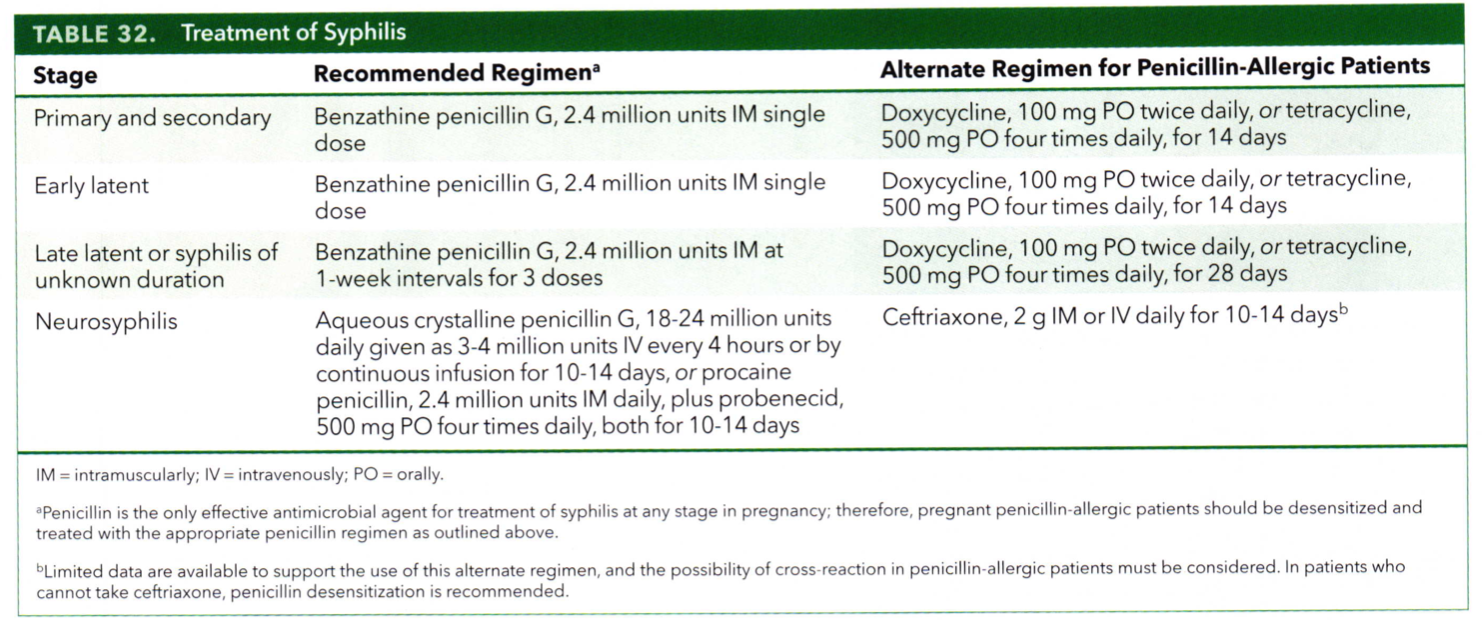 TABLE 32. Treatment of Syphilis
Stage Recommended Regimenᵃ Alternate Regimen for Penicillin-Allergic Patients
Primary and secondary Benzathine penicillin G, 2.4 million units IM single Doxycycline, 100 mg PO twice daily, or tetracycline,
dose 500 mg PO four times daily, for 14 days
Early latent Benzathine penicillin G, 2.4 million units IM single Doxycycline, 100 mg PO twice daily, or tetracycline,
dose 500 mg PO four times daily, for 14 days
Late latent or syphilis of Benzathine penicillin G, 2.4 million units IM at Doxycycline, 100 mg PO twice daily, or tetracycline,
unknown duration 1-week intervals for 3 doses 500 mg PO four times daily, for 28 days
Neurosyphilis Aqueous crystalline penicillin G, 18-24 million units Ceftriaxone, 2 g IM or IV daily for 10-14 daysᵇ
daily given as 3-4 million units IV every 4 hours or by
continuous infusion for 10-14 days, or procaine
penicillin, 2.4 million units IM daily, plus probenecid,
500 mg PO four times daily, both for 10-14 days
IM = intramuscularly; IV = intravenously; PO = orally.
ᵃPenicillin is the only effective antimicrobial agent for treatment of syphilis at any stage in pregnancy; therefore, pregnant penicillin-allergic patients should be desensitized and
treated with the appropriate penicillin regimen as outlined above.
ᵇLimited data are available to support the use of this alternate regimen, and the possibility of cross-reaction in penicillin-allergic patients must be considered. In patients who
cannot take ceftriaxone, penicillin desensitization is recommended.